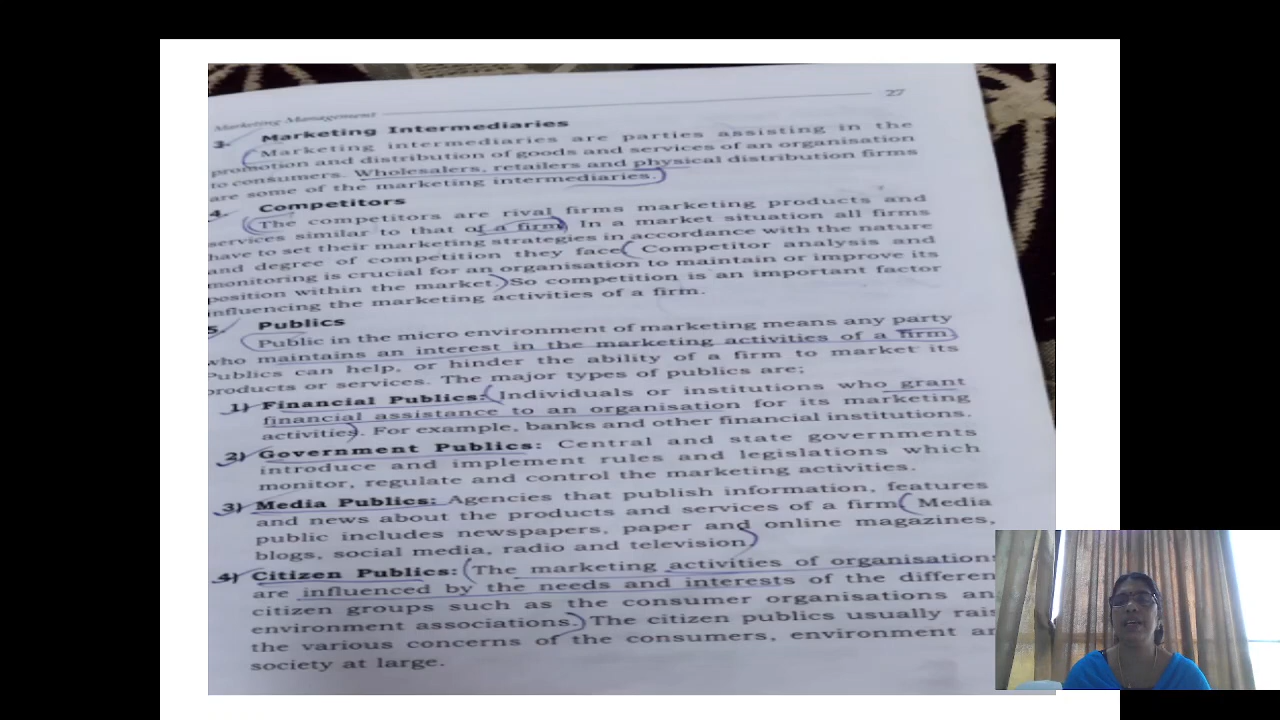 Marketing Management 27
3. Marketing Intermediaries
Marketing intermediaries are parties assisting in the
promotion and distribution of goods and services of an organisation
to consumers. Wholesalers, retailers and physical distribution firms
are some of the marketing intermediaries.
4. Competitors
The competitors are rival firms marketing products and
services similar to that of a firm. In a market situation all firms
have to set their marketing strategies in accordance with the nature
and degree of competition they face. Competitor analysis and
monitoring is crucial for an organisation to maintain or improve its
position within the market. So competition is an important factor
influencing the marketing activities of a firm.
5. Publics
Public in the micro environment of marketing means any party
who maintains an interest in the marketing activities of a firm.
Publics can help, or hinder the ability of a firm to market its
products or services. The major types of publics are;
1) Financial Publics: Individuals or institutions who grant
financial assistance to an organisation for its marketing
activities. For example, banks and other financial institutions.
2) Government Publics: Central and state governments
introduce and implement rules and legislations which
monitor, regulate and control the marketing activities.
3) Media Publics: Agencies that publish information, features
and news about the products and services of a firm. Media
public includes newspapers, paper and online magazines,
blogs, social media, radio and television.
4) Citizen Publics: The marketing activities of organisations
are influenced by the needs and interests of the differen
citizen groups such as the consumer organisations an
environment associations. The citizen publics usually rais
the various concerns of the consumers, environment an
society at large.